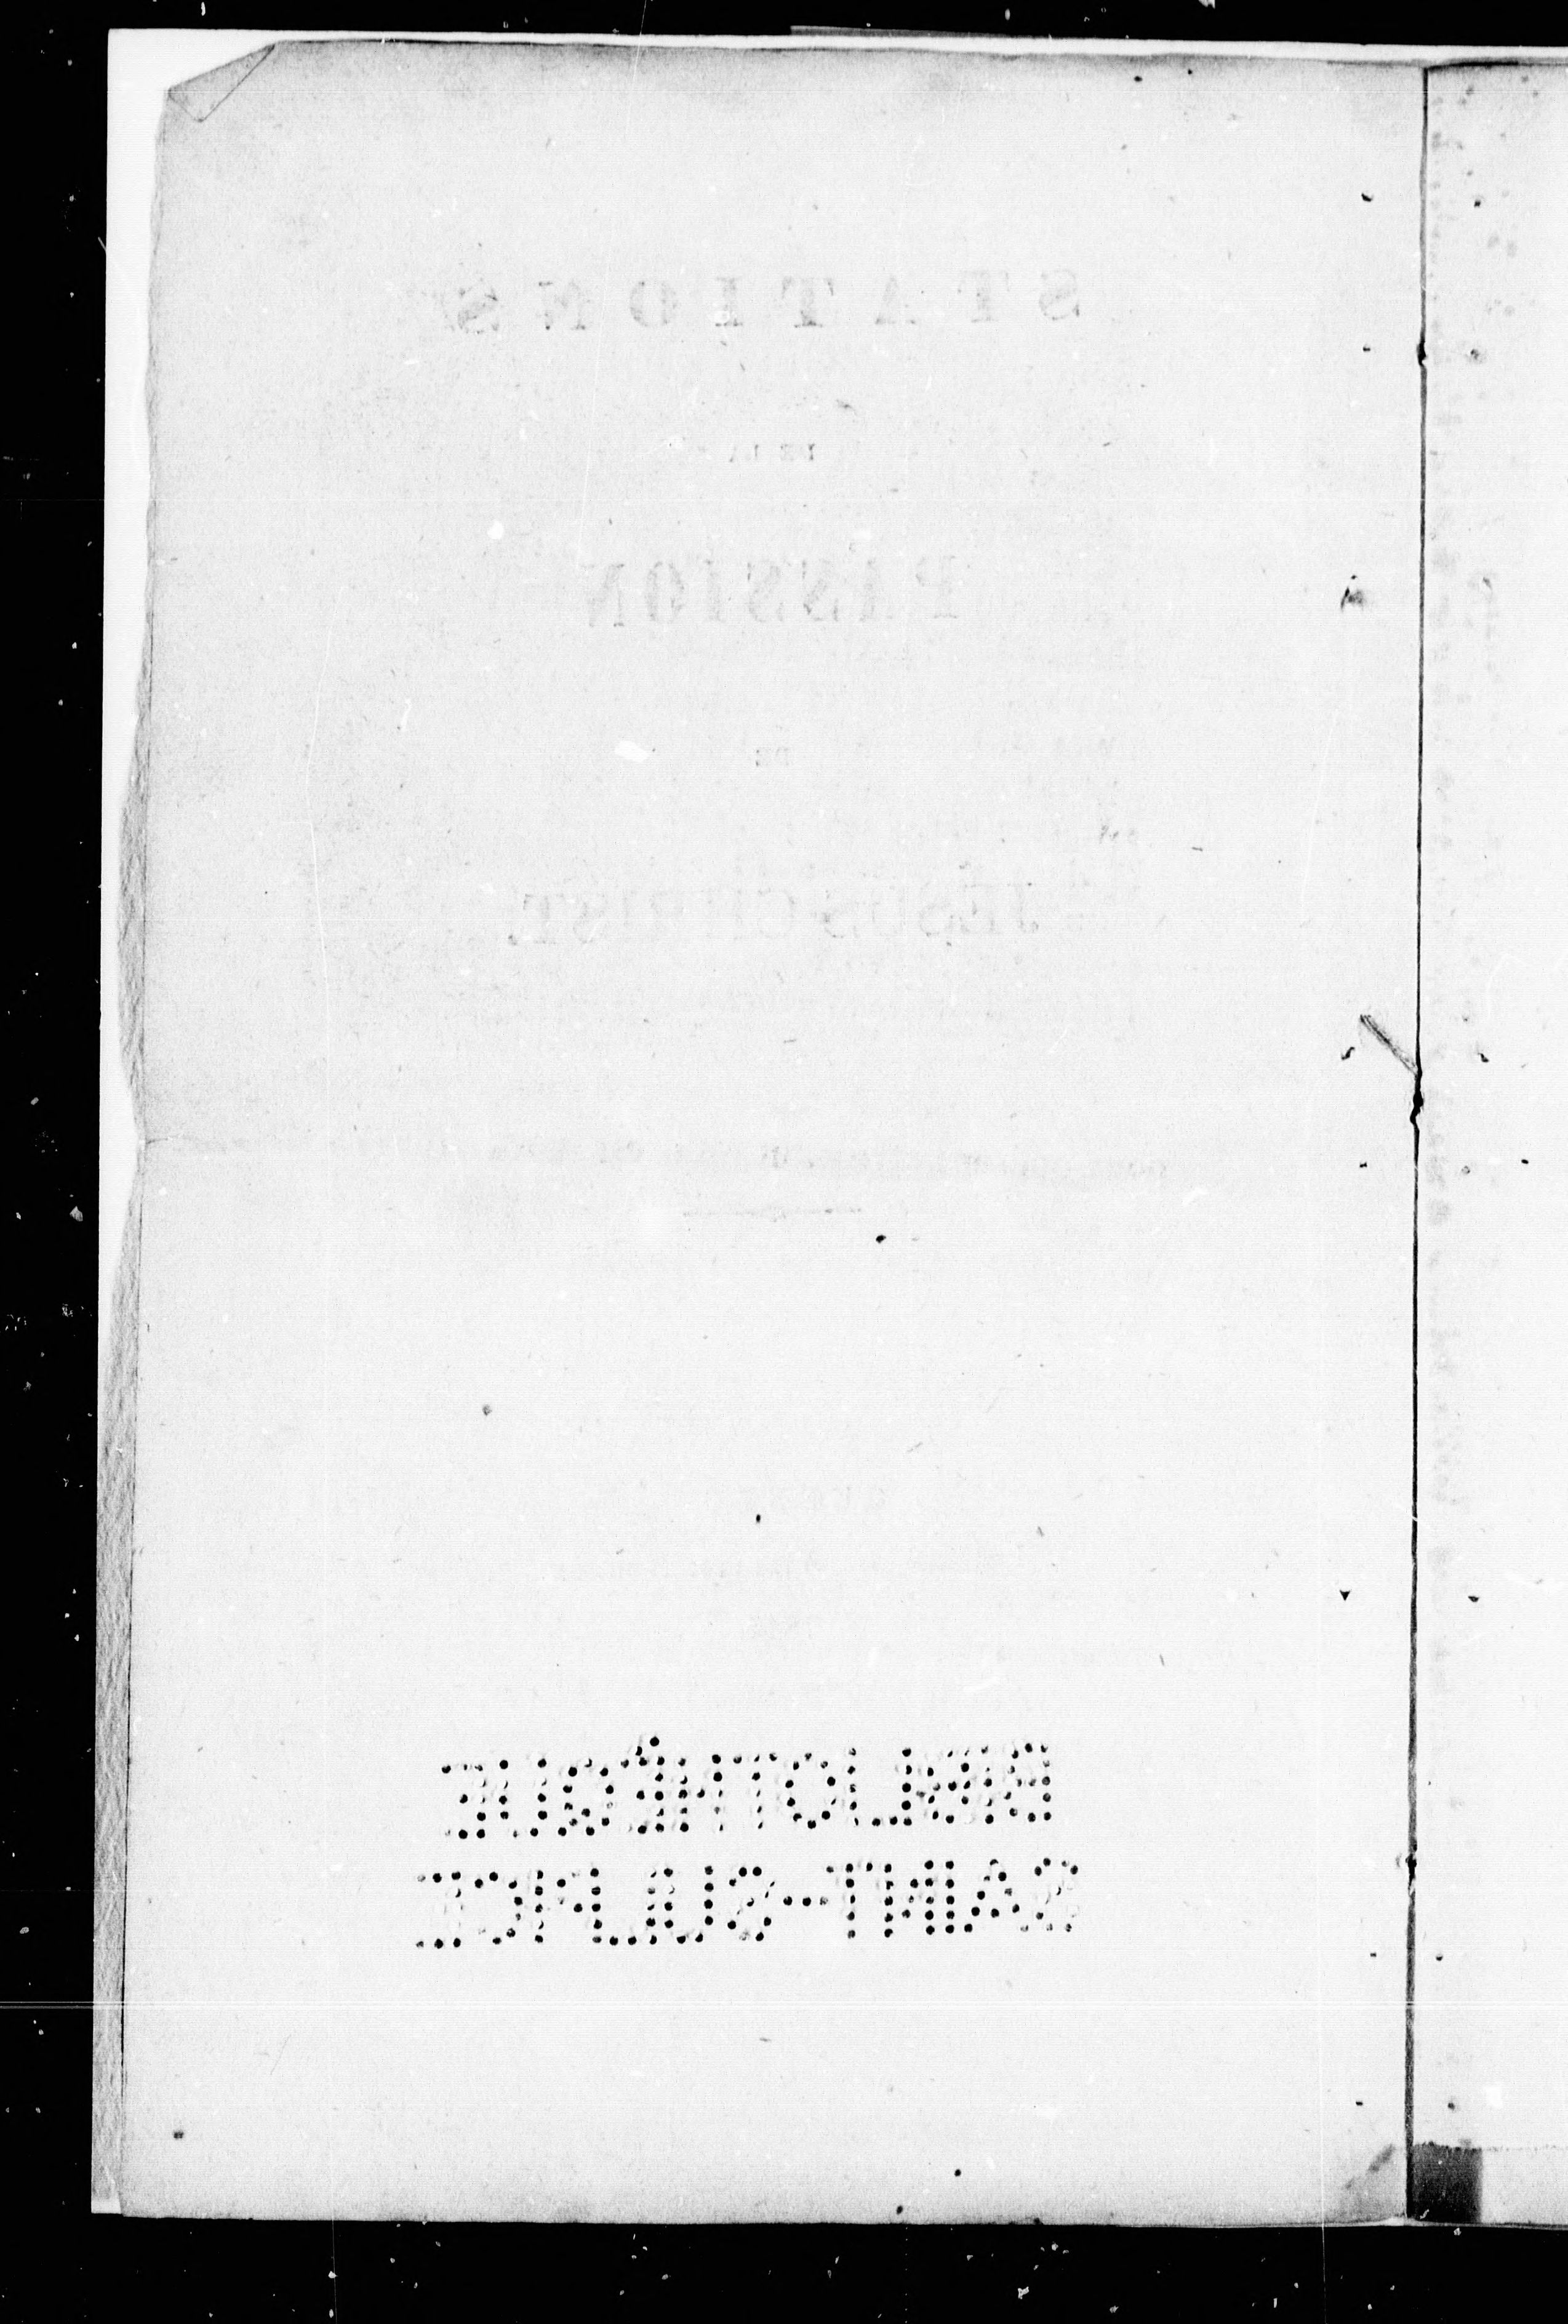 STATIONS
DE LA
PASSION
DE
JESUS CHRIST.
BIBLIOTHÈQUE
SAINT-SULPICE